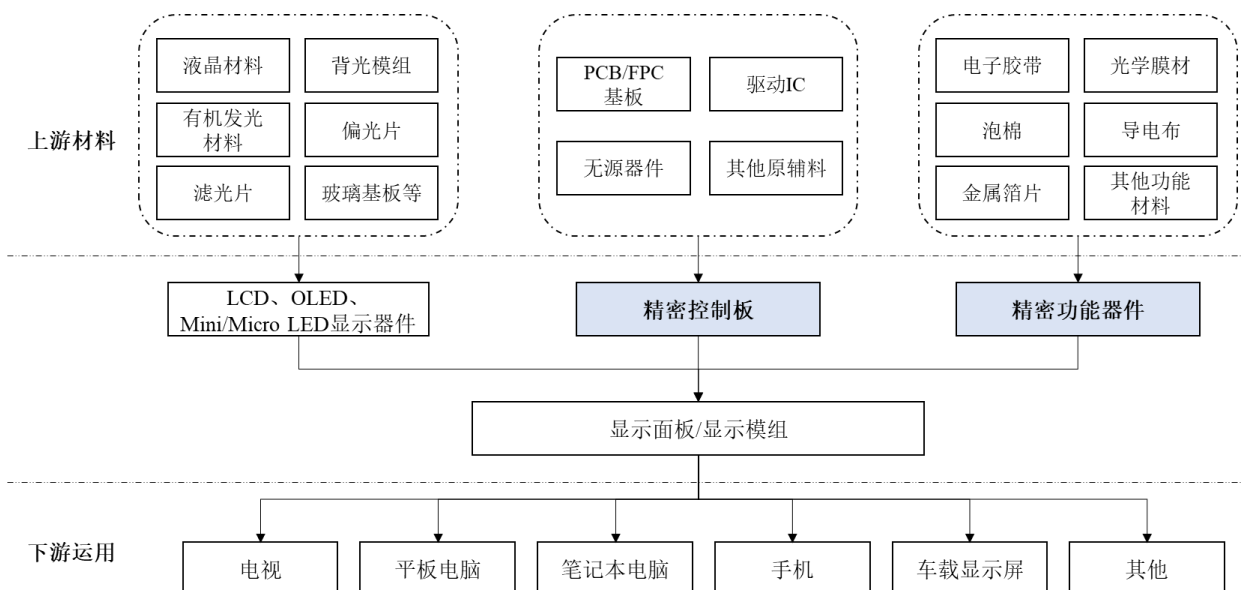 液晶材料
背光模组
有机发光
材料
偏光片
滤光片
玻璃基板等
PCB/FPC
基板
驱动IC
无源器件
其他原辅料
电子胶带
光学膜材
泡棉
导电布
金属箔片
其他功能
材料
上游材料
LCD、OLED、
Mini/Micro LED显示器件
精密控制板
精密功能器件
显示面板/显示模组
下游运用
电视
平板电脑
笔记本电脑
手机
车载显示屏
其他